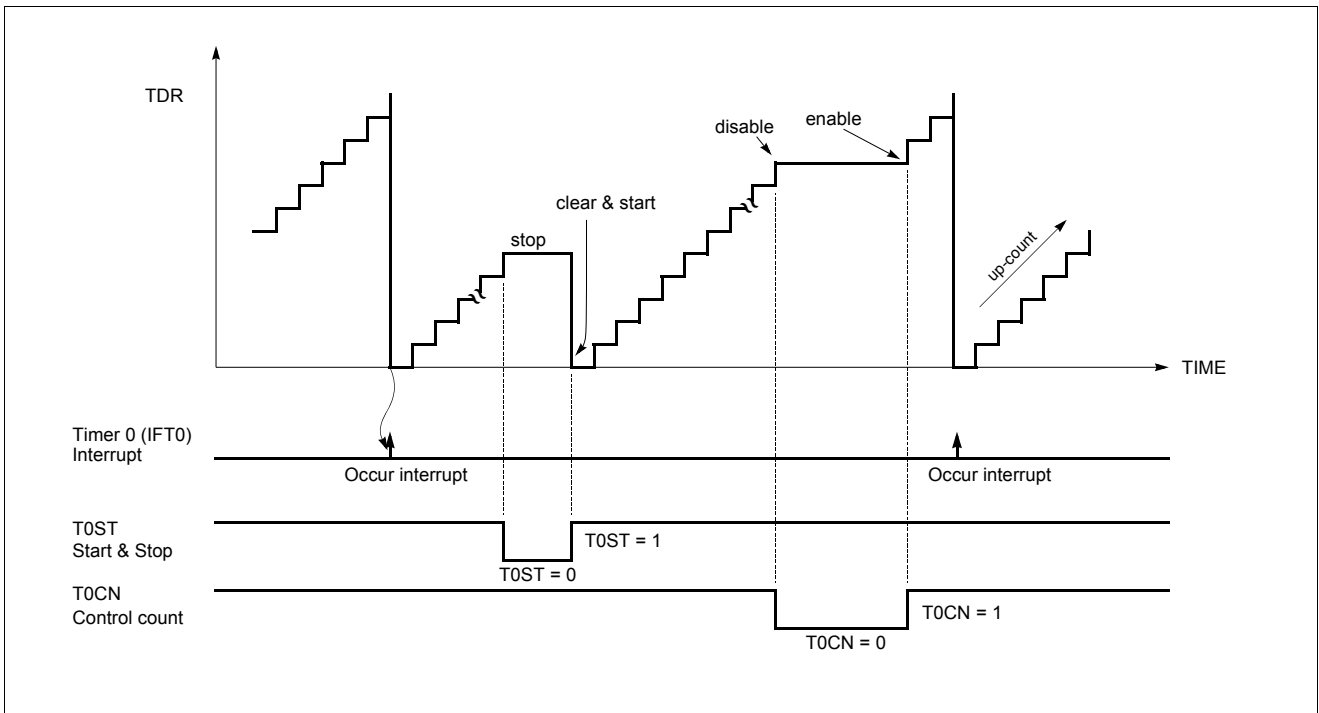 TDR
disable
enable
clear & start
stop
up-count
TIME
Timer 0 (IFT0)
Interrupt
Occur interrupt
Occur interrupt
T0ST
Start & Stop
T0ST = 1
T0ST = 0
T0CN
Control count
T0CN = 1
T0CN = 0